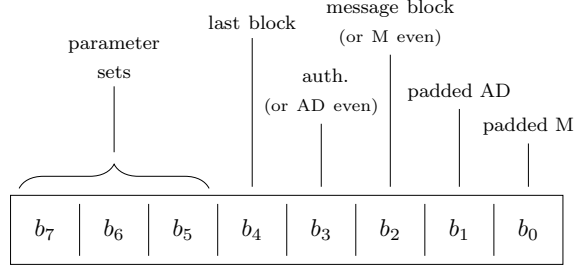 message block
(or M even)
last block
parameter
sets
auth.
(or AD even)
padded AD
padded M
b7 b6 b5 b4 b3 b2 b1 b0